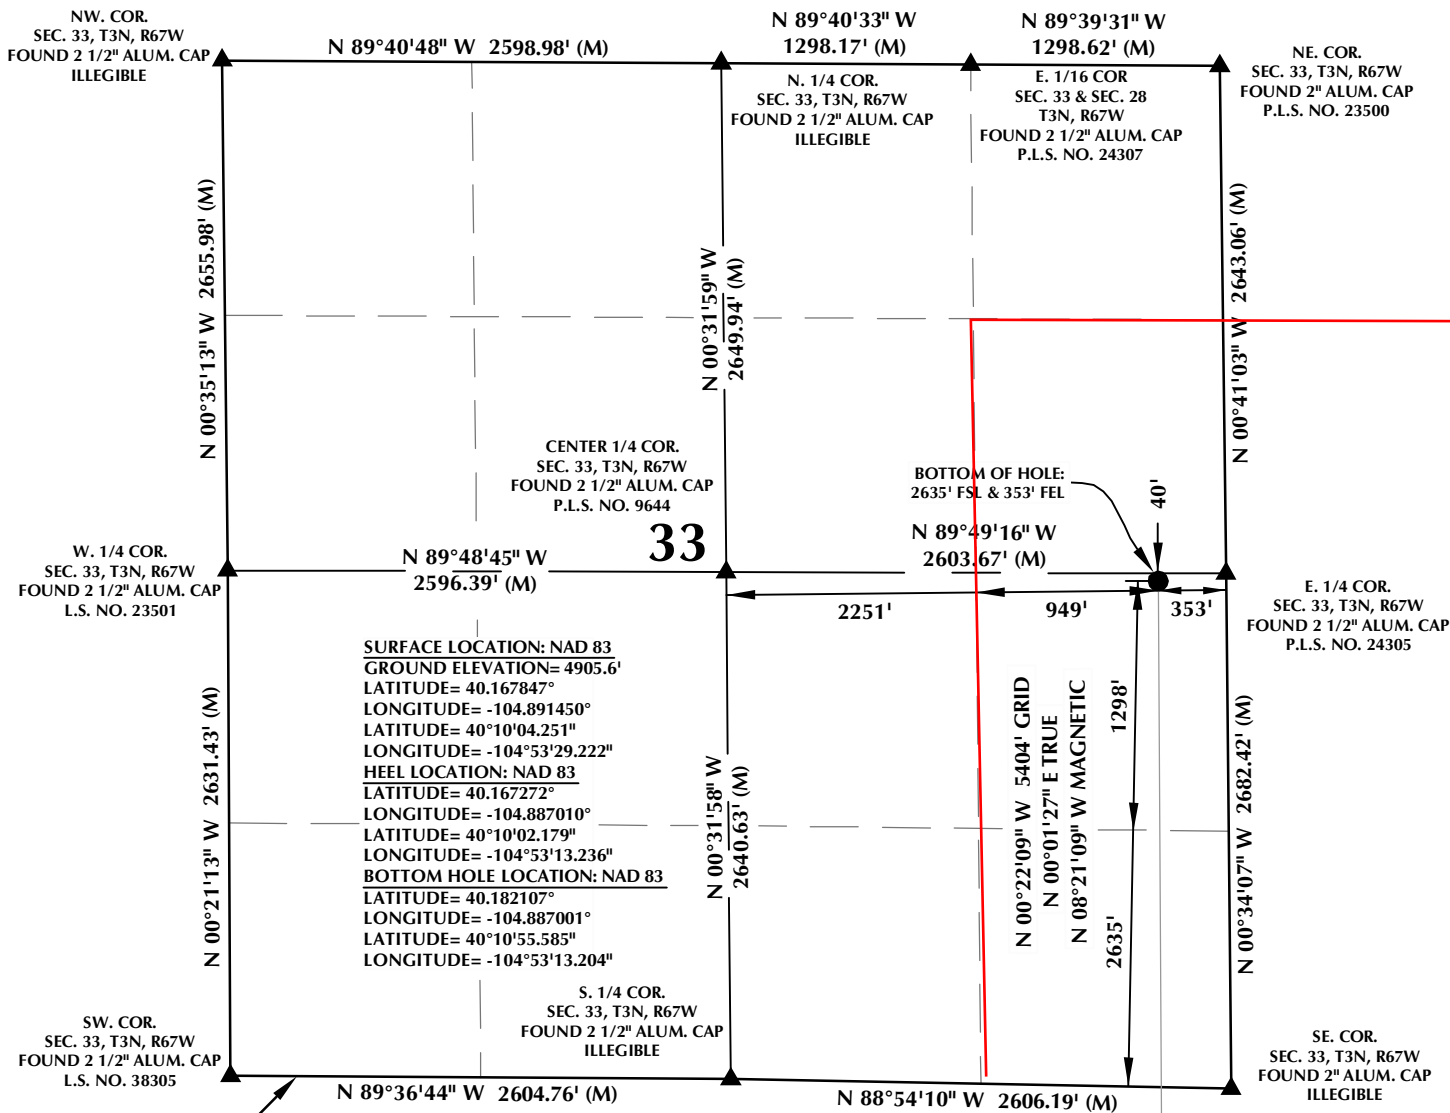 NW. COR.
SEC. 33, T3N, R67W
FOUND 2 1/2" ALUM. CAP
ILLEGIBLE
N 89°40'48" W 2598.98' (M)
N 89°40'33" W
1298.17' (M)
N 89°39'31" W
1298.62' (M)
NE. COR.
SEC. 33, T3N, R67W
FOUND 2" ALUM. CAP
P.L.S. NO. 23500
N. 1/4 COR.
SEC. 33, T3N, R67W
FOUND 2 1/2" ALUM. CAP
ILLEGIBLE
E. 1/16 COR
SEC. 33 & SEC. 28
T3N, R67W
FOUND 2 1/2" ALUM. CAP
P.L.S. NO. 24307
N 00°35'13" W 2655.98' (M)
N 00°31'59" W
2649.94' (M)
N 00°41'03" W 2643.06' (M)
CENTER 1/4 COR.
SEC. 33, T3N, R67W
FOUND 2 1/2" ALUM. CAP
P.L.S. NO. 9644
33
BOTTOM OF HOLE:
2635' FSL & 353' FEL
40'
W. 1/4 COR.
SEC. 33, T3N, R67W
FOUND 2 1/2" ALUM. CAP
L.S. NO. 23501
N 89°48'45" W
2596.39' (M)
N 89°49'16" W
2603.67' (M)
E. 1/4 COR.
SEC. 33, T3N, R67W
FOUND 2 1/2" ALUM. CAP
P.L.S. NO. 24305
2251'
949'
353'
SURFACE LOCATION: NAD 83
GROUND ELEVATION= 4905.6'
LATITUDE= 40.167847°
LONGITUDE= -104.891450°
LATITUDE= 40°10'04.251"
LONGITUDE= -104°53'29.222"
HEEL LOCATION: NAD 83
LATITUDE= 40.167272°
LONGITUDE= -104.887010°
LATITUDE= 40°10'02.179"
LONGITUDE= -104°53'13.236"
BOTTOM HOLE LOCATION: NAD 83
LATITUDE= 40.182107°
LONGITUDE= -104.887001°
LATITUDE= 40°10'55.585"
LONGITUDE= -104°53'13.204"
N 00°21'13" W 2631.43' (M)
N 00°31'58" W
2640.63' (M)
N 00°22'09" W 5404' GRID
N 00°01'27" E TRUE
N 08°21'09" W MAGNETIC
1298'
2635'
N 00°34'07" W 2682.42' (M)
SW. COR.
SEC. 33, T3N, R67W
FOUND 2 1/2" ALUM. CAP
L.S. NO. 38305
S. 1/4 COR.
SEC. 33, T3N, R67W
FOUND 2 1/2" ALUM. CAP
ILLEGIBLE
SE. COR.
SEC. 33, T3N, R67W
FOUND 2" ALUM. CAP
ILLEGIBLE
N 89°36'44" W 2604.76' (M)
N 88°54'10" W 2606.19' (M)